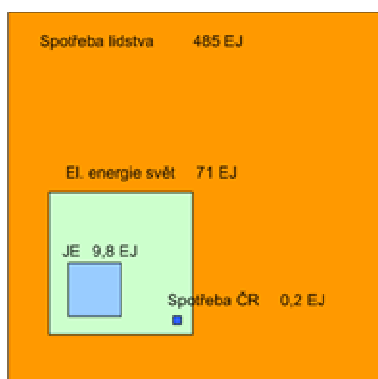 Spotřeba lidstva 485 EJ
El. energie svět 71 EJ
JE 9,8 EJ
Spotřeba ČR 0,2 EJ